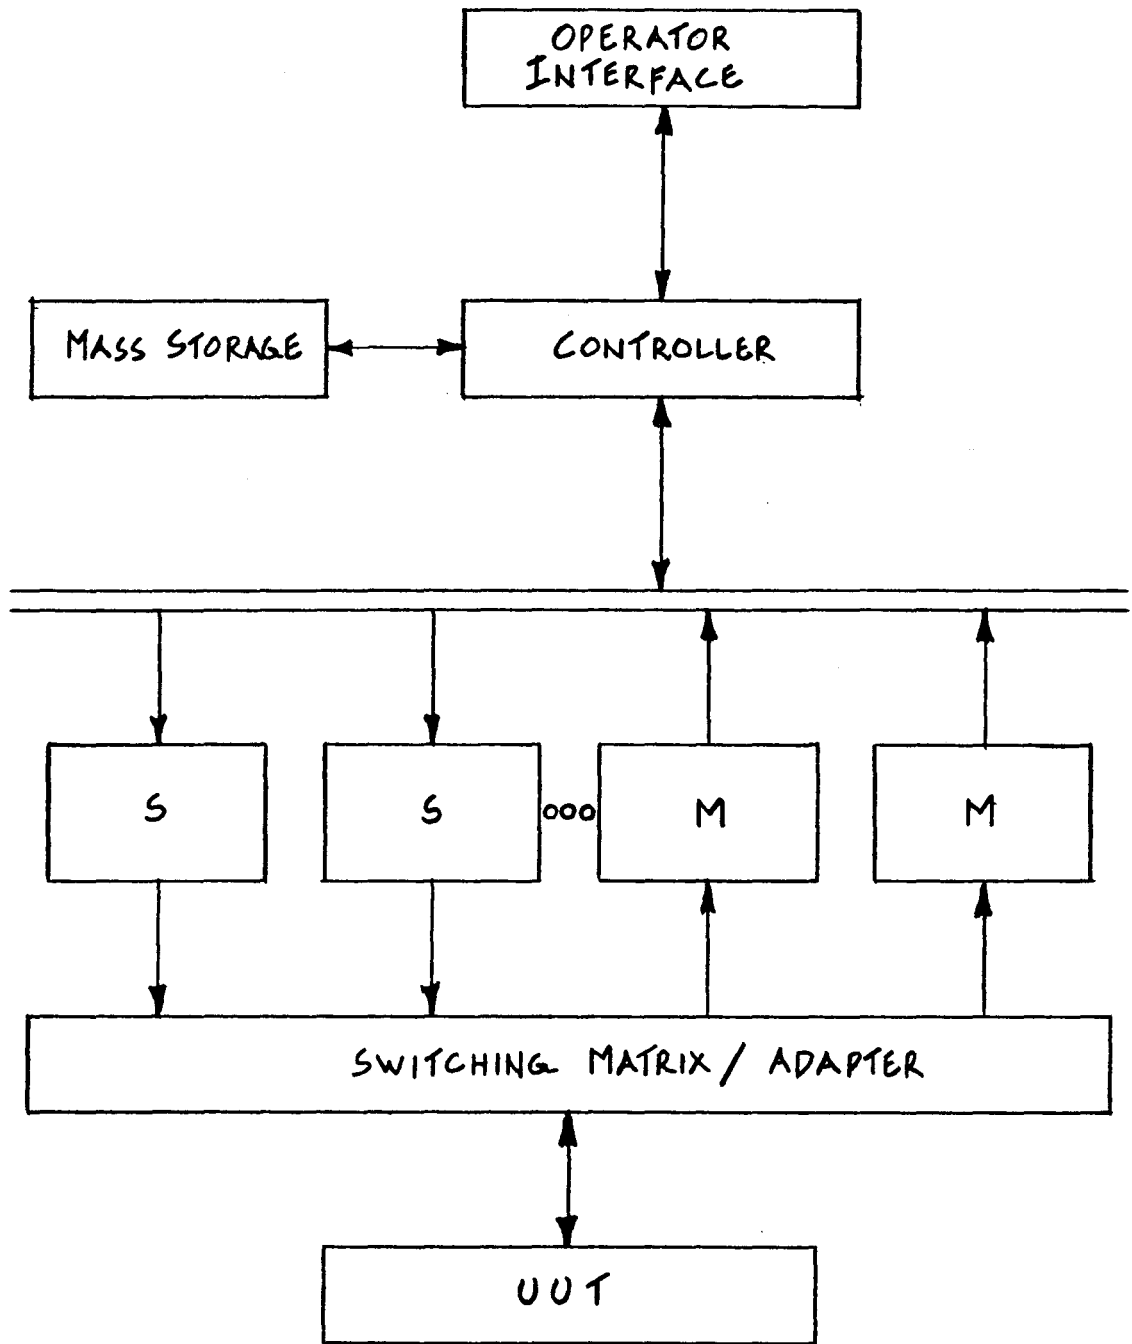 OPERATOR
INTERFACE
MASS STORAGE
CONTROLLER
S
S
M
M
SWITCHING MATRIX / ADAPTER
UUT